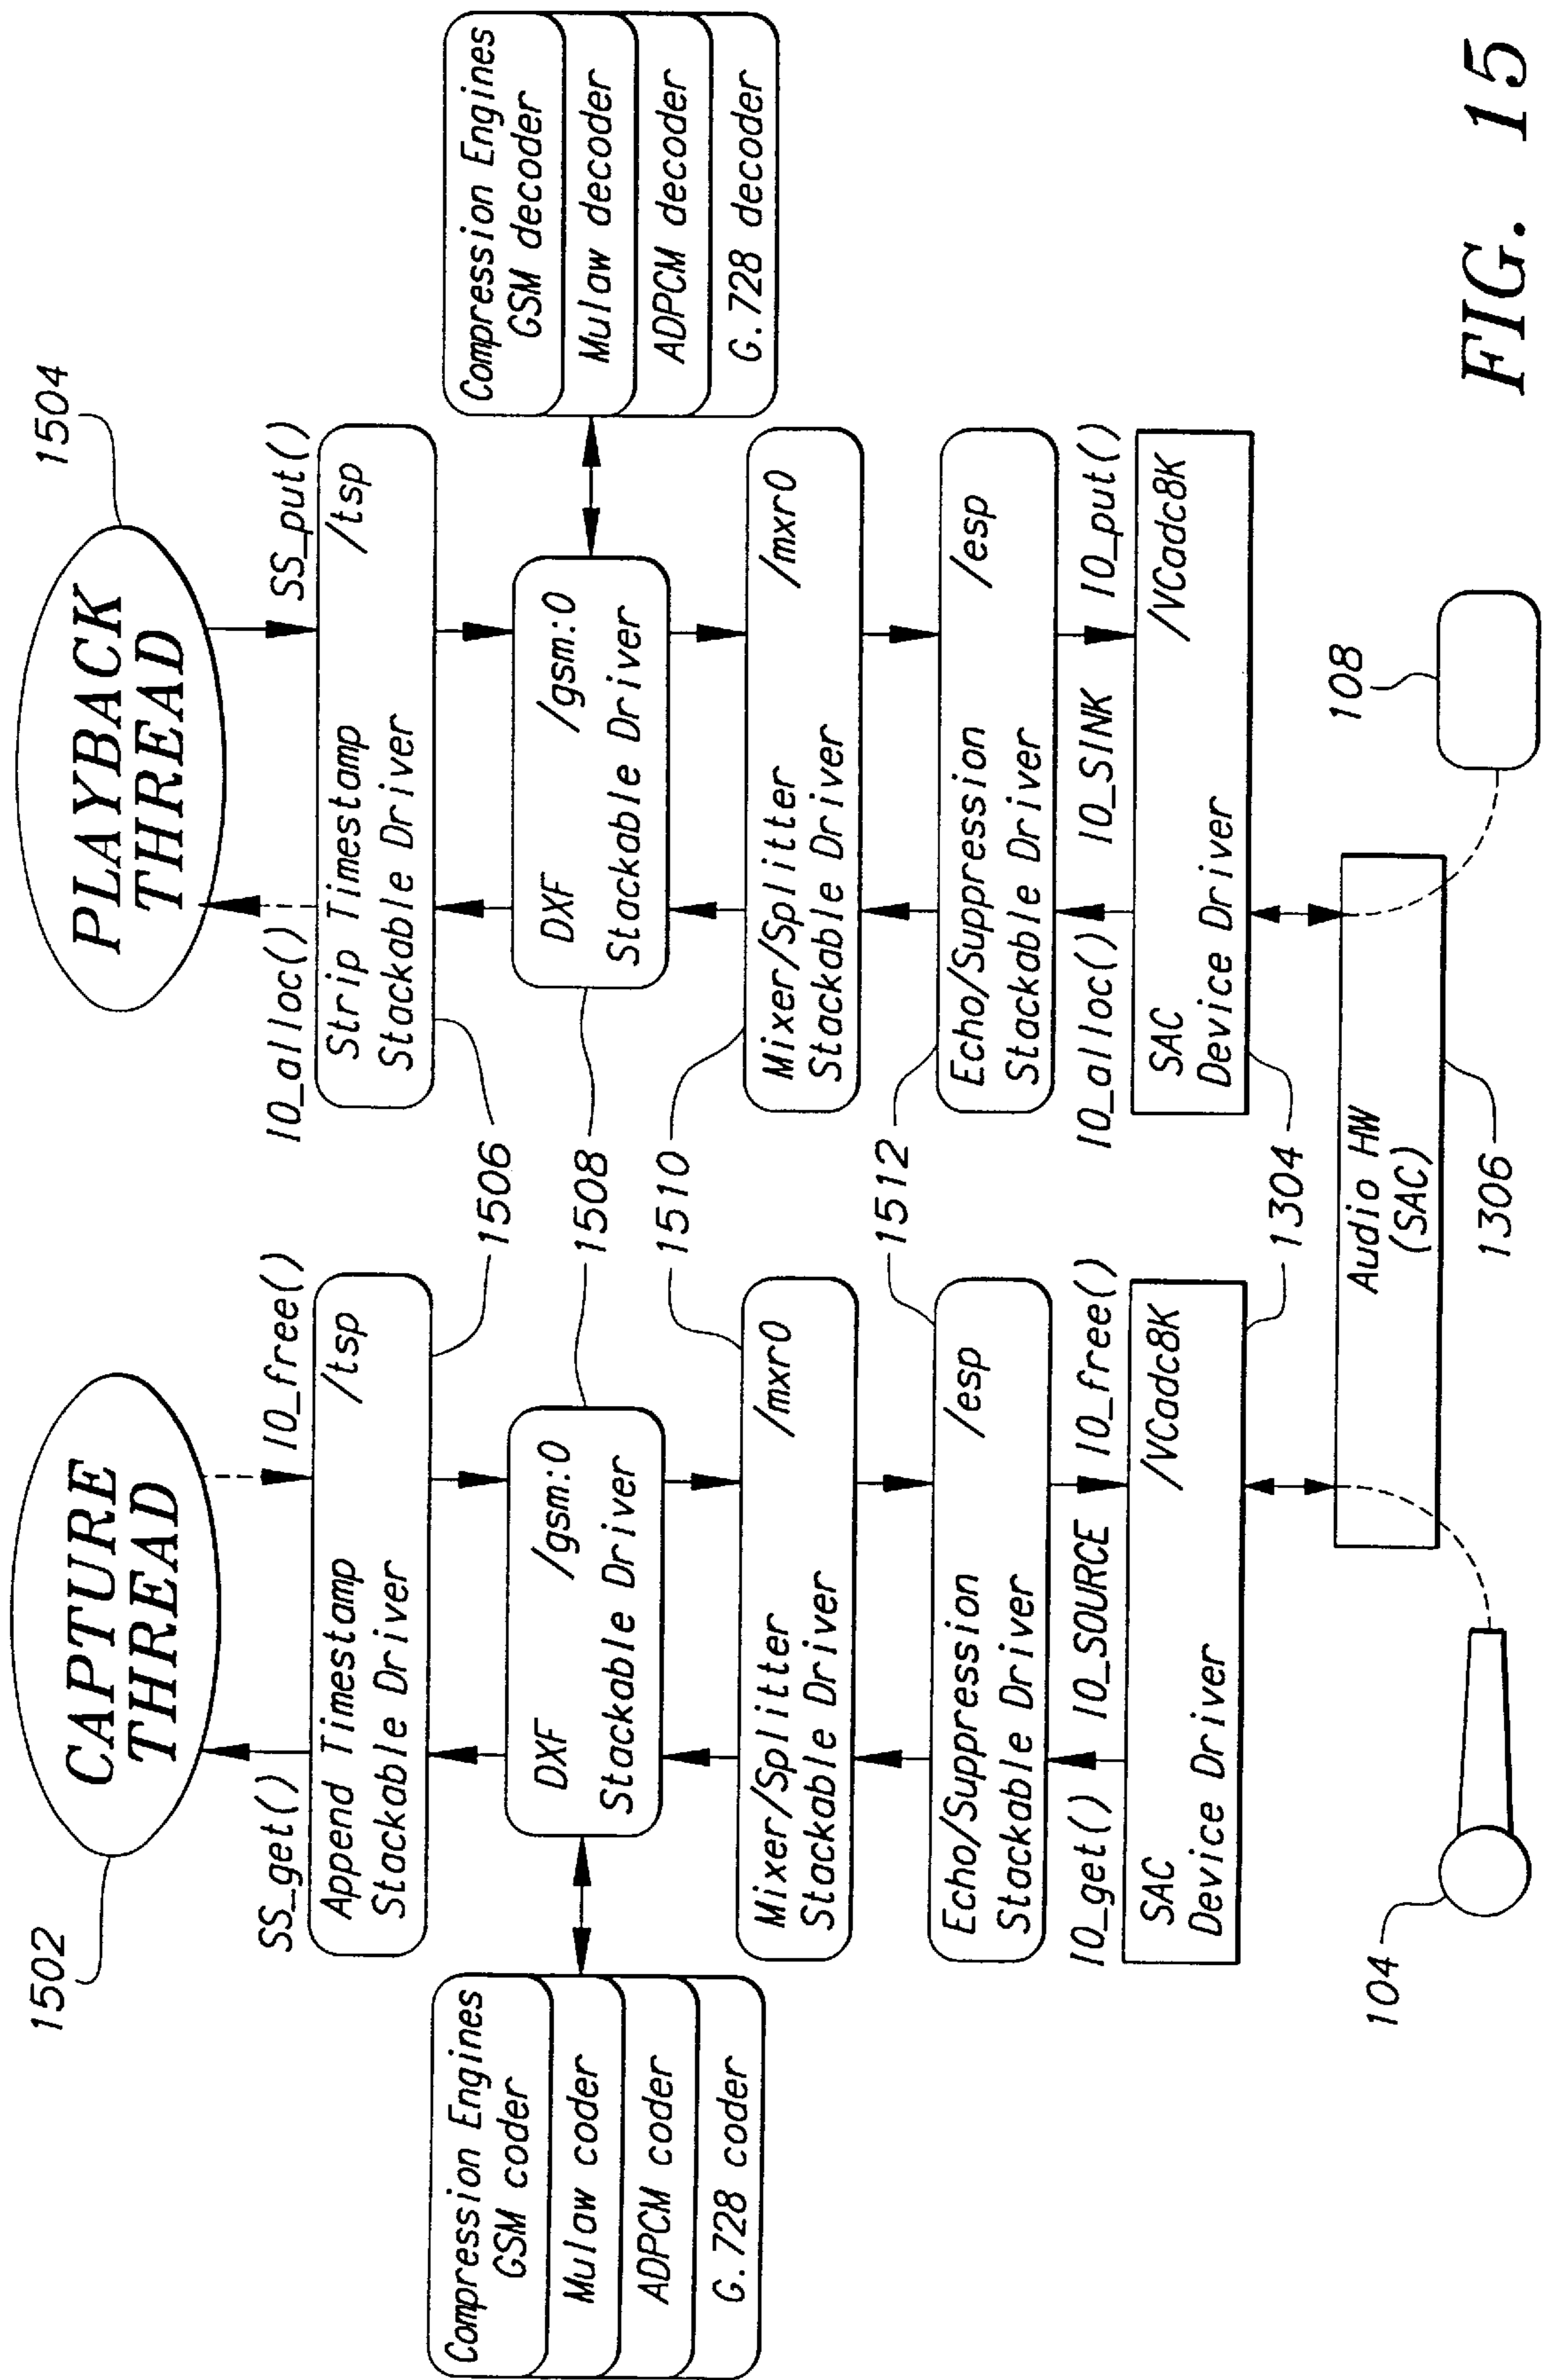 1502
CAPTURE
THREAD
SS_get()
IO_free()
Append Timestamp /tsp
Stackable Driver
1506
Compression Engines
GSM coder
Mulaw coder
ADPCM coder
G.728 coder
DXF /gsm:0
Stackable Driver
1508
Mixer/Splitter /mxr0
Stackable Driver
1510
Echo/Suppression /esp
Stackable Driver
1512
IO_get() IO_SOURCE IO_free()
SAC /VCadc8K
Device Driver
1304
104
1504
PLAYBACK
THREAD
IO_alloc()
SS_put()
Strip Timestamp /tsp
Stackable Driver
DXF /gsm:0
Stackable Driver
Compression Engines
GSM decoder
Mulaw decoder
ADPCM decoder
G.728 decoder
Mixer/Splitter /mxr0
Stackable Driver
Echo/Suppression /esp
Stackable Driver
IO_alloc() IO_SINK IO_put()
SAC /VCadc8K
Device Driver
Audio HW
(SAC)
1306
108
FIG. 15